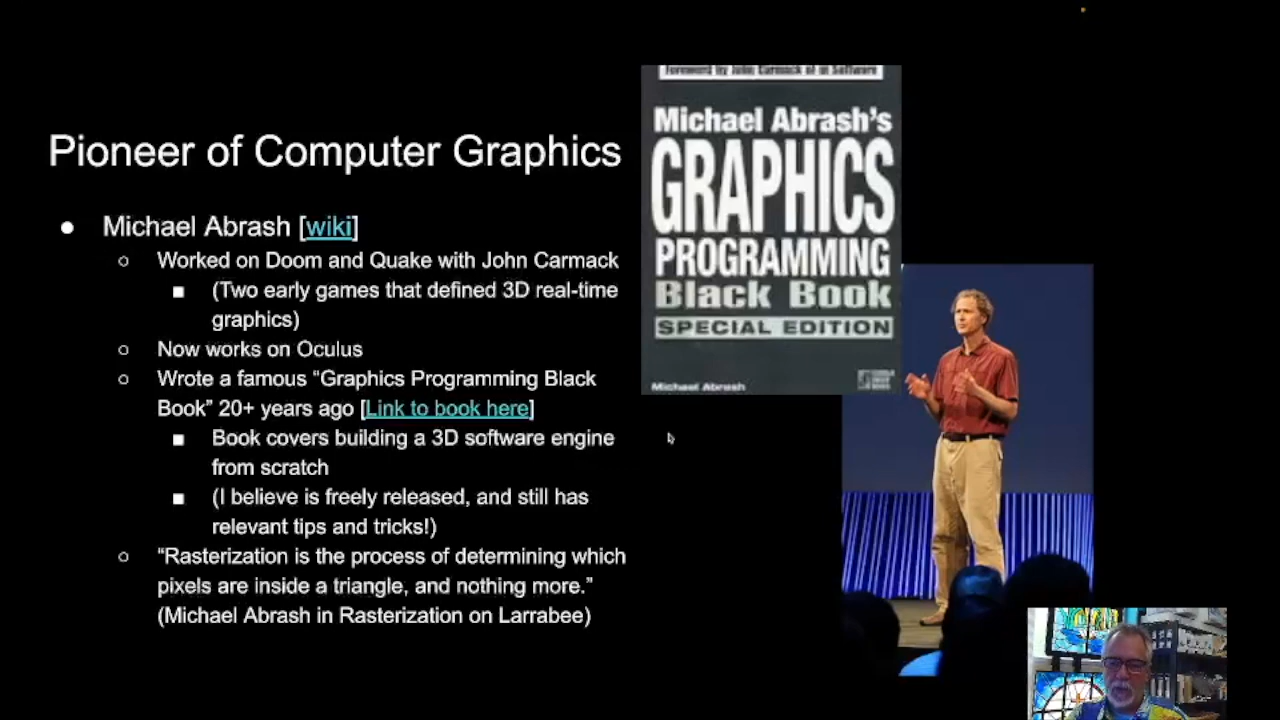 Foreword by John Carmack of id Software
Michael Abrash's
GRAPHICS
PROGRAMMING
Black Book
SPECIAL EDITION
Michael Abrash
Pioneer of Computer Graphics
● Michael Abrash [wiki]
○ Worked on Doom and Quake with John Carmack
■ (Two early games that defined 3D real-time
graphics)
○ Now works on Oculus
○ Wrote a famous “Graphics Programming Black
Book” 20+ years ago [Link to book here]
■ Book covers building a 3D software engine
from scratch
■ (I believe is freely released, and still has
relevant tips and tricks!)
○ “Rasterization is the process of determining which
pixels are inside a triangle, and nothing more.”
(Michael Abrash in Rasterization on Larrabee)